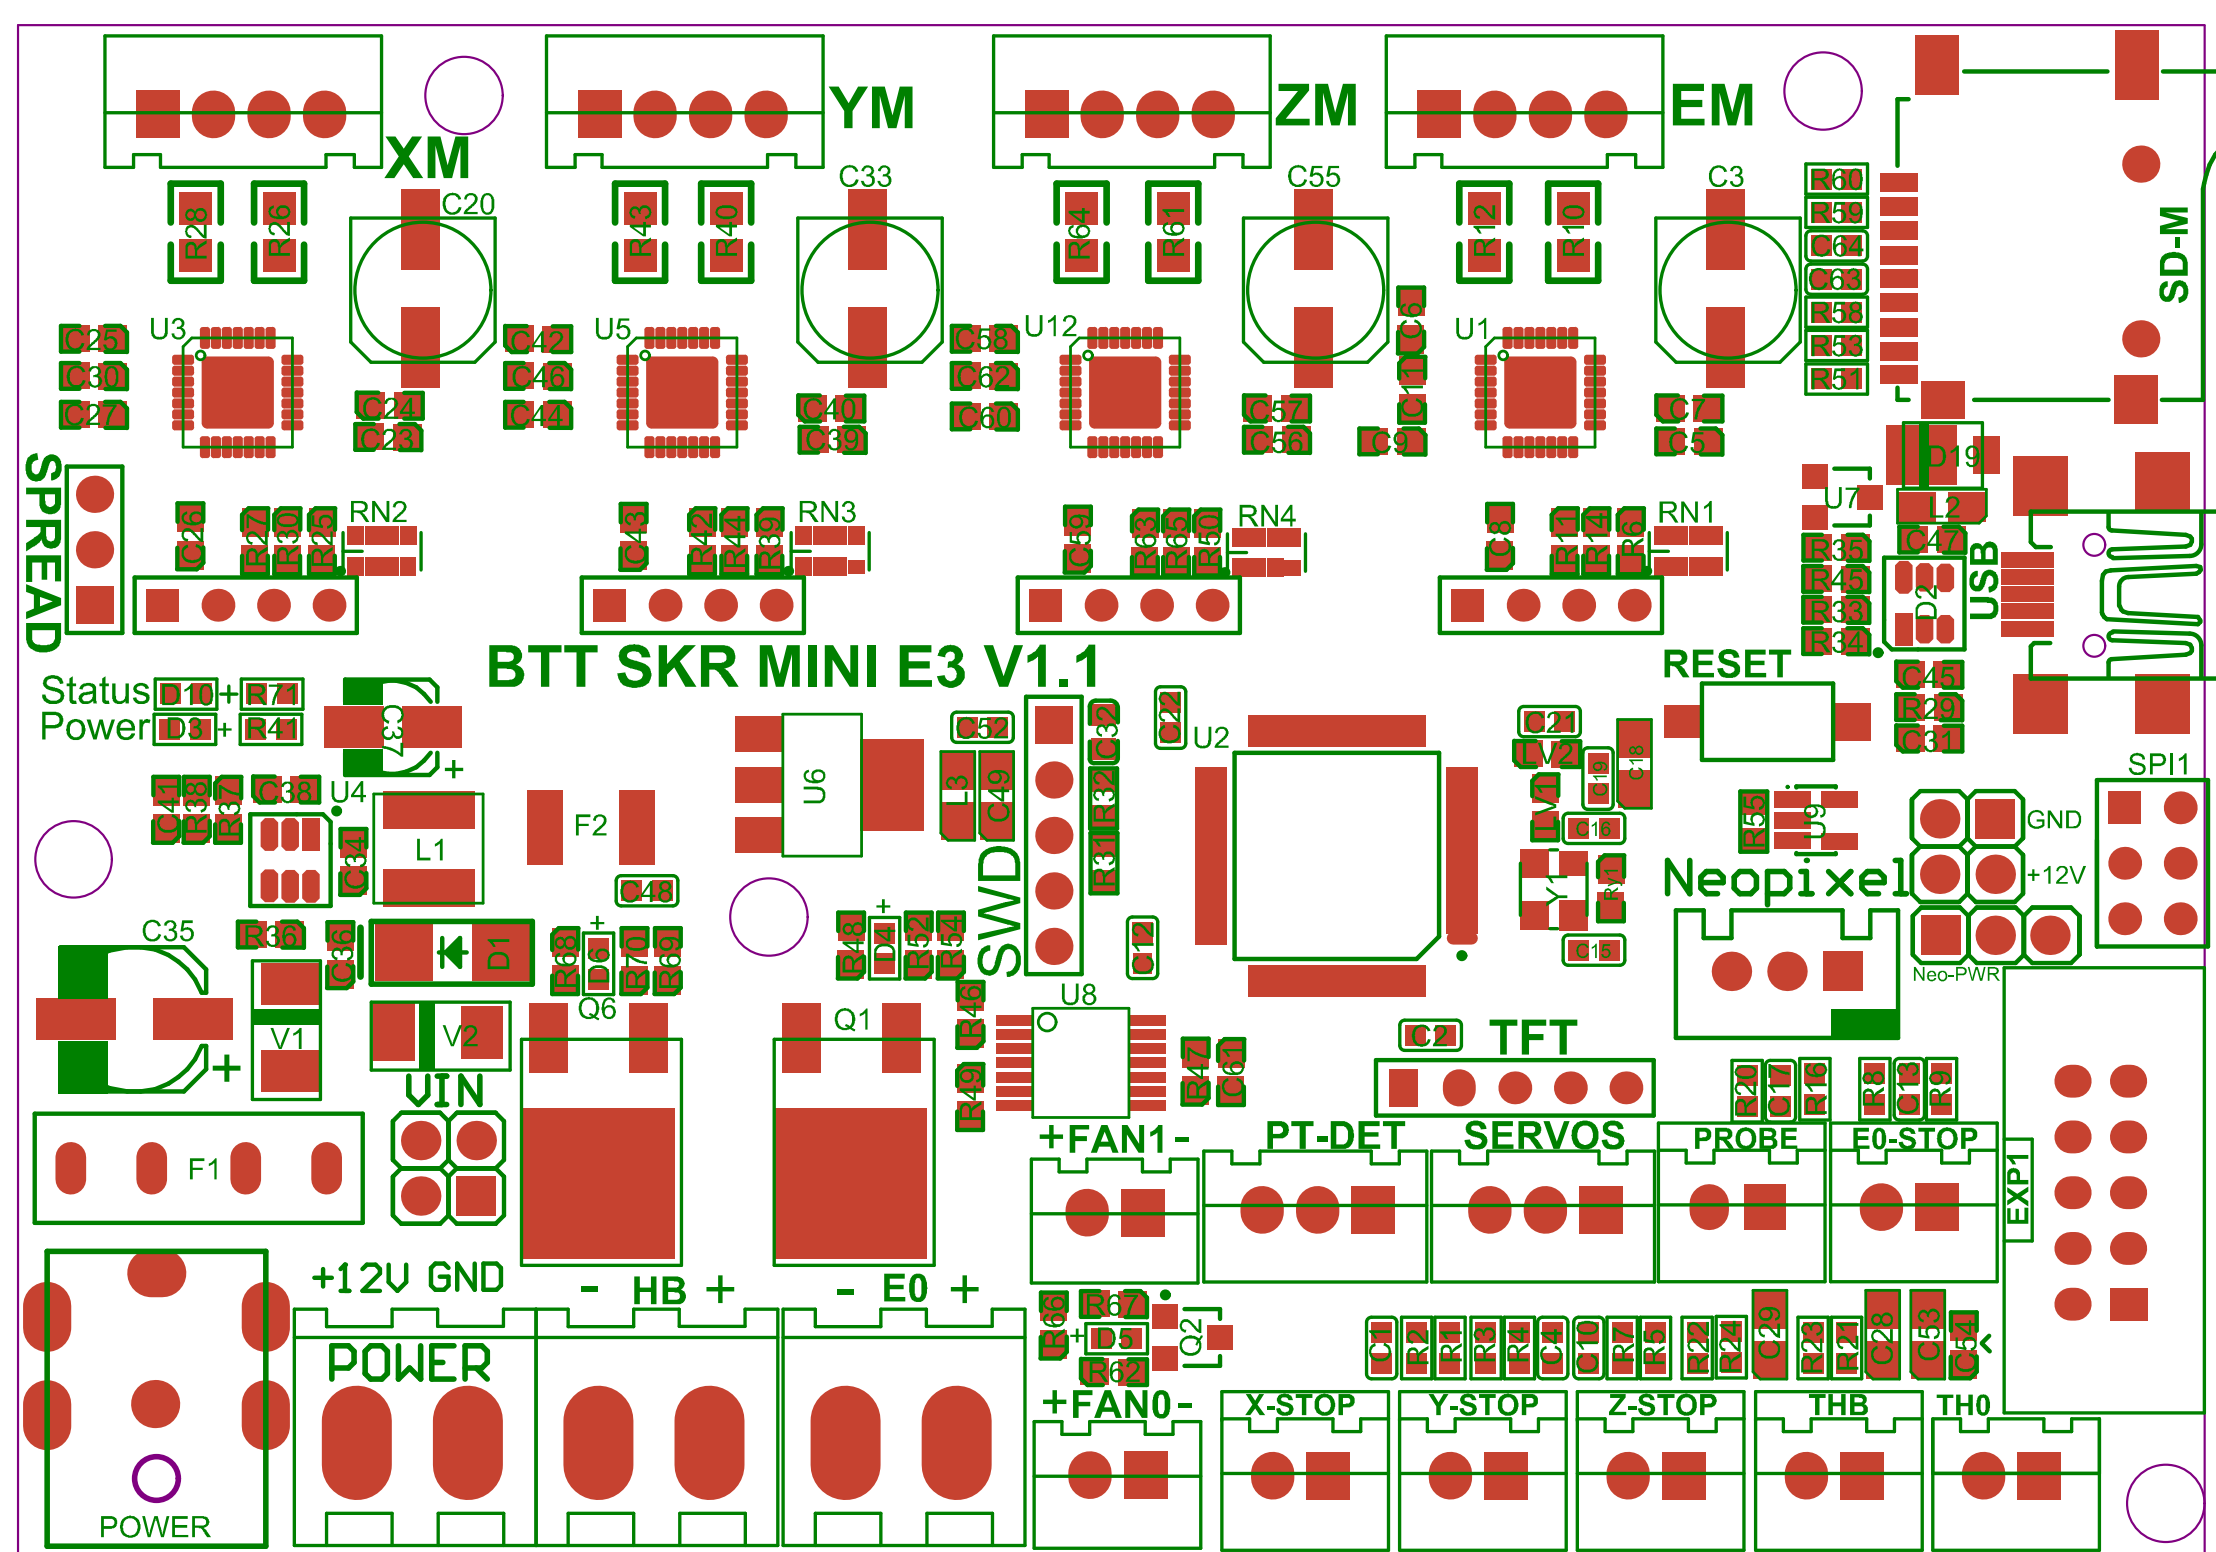 XM
YM
ZM
EM
C20
C33
C55
C3
R28
R26
R43
R40
R64
R61
R12
R10
R60
R59
C64
C63
R58
R53
R51
SD-M
C25
C30
C27
U3
C24
C23
C42
C46
C44
U5
C40
C39
C58
C62
C60
U12
C57
C56
C6
C11
C9
U1
C7
C5
D19
U7
L2
C47
SPREAD
C26
R27
R30
R25
RN2
C43
R42
R44
R39
RN3
C59
R63
R65
R50
RN4
C8
R11
R14
R6
RN1
R35
R45
R33
R34
D2
USB
BTT SKR MINI E3 V1.1
RESET
C45
R29
C31
Status D10 + R71
Power D3 + R41
C37
+
C41
R38
R37
C38
U4
C34
L1
F2
U6
C48
C52
L3
C49
C32
R32
R31
SWD
C22
U2
C21
LV2
C19
C18
LV1
C16
Y1
Ry1
C15
C12
R55
U9
GND
+12V
SPI1
Neopixel
Neo-PWR
C35
+
R36
C36
D1
V1
V2
VIN
R68
+
D6
R70
R69
Q6
R48
+
D4
R52
R54
Q1
R46
R49
U8
R47
C61
C2
TFT
R20
C17
R16
R8
C13
R9
F1
+FAN1-
PT-DET
SERVOS
PROBE
E0-STOP
EXP1
+12V GND
- HB +
- E0 +
POWER
R66
R67
+
D5
R62
Q2
C1
R2
R1
R3
R4
C4
C10
R7
R5
R22
R24
C29
R23
R21
C28
C53
C54
<
+FAN0-
X-STOP
Y-STOP
Z-STOP
THB
TH0
POWER